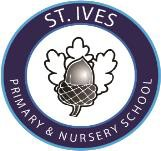 ST. IVES
PRIMARY & NURSERY SCHOOL